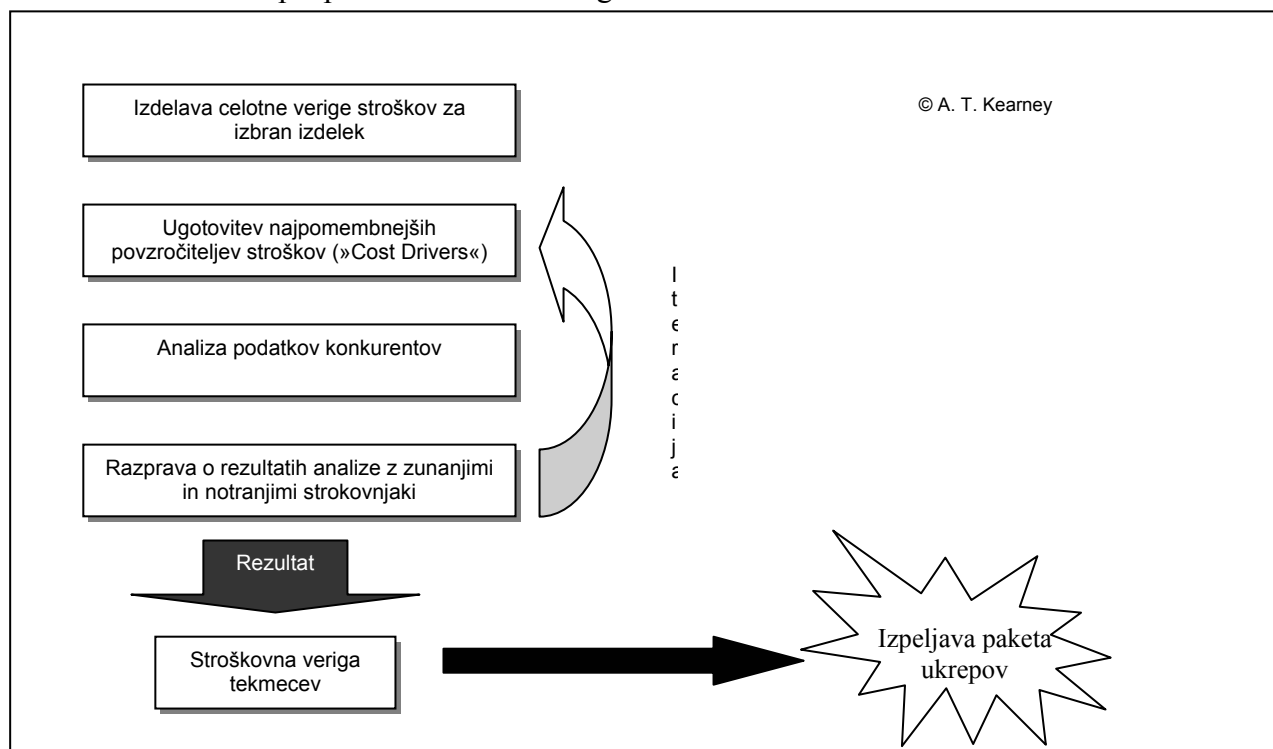 Izdelava celotne verige stroškov za
izbran izdelek
© A. T. Kearney
Ugotovitev najpomembnejših
povzročiteljev stroškov (»Cost Drivers«)
Analiza podatkov konkurentov
Razprava o rezultatih analize z zunanjimi
in notranjimi strokovnjaki
I
t
e
r
a
c
i
j
a
Rezultat
Stroškovna veriga
tekmecev
Izpeljava paketa
ukrepov